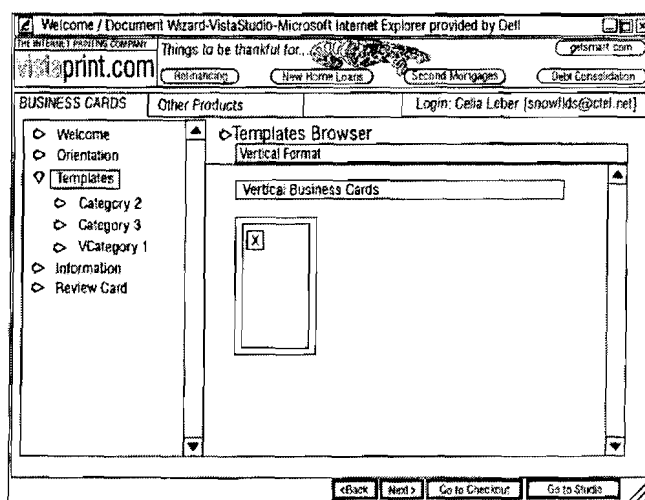 Welcome / Document Wizard-VistaStudio-Microsoft Internet Explorer provided by Dell
THE INTERNET PRINTING COMPANY
vistaprint.com
Things to be thankful for...
getsmart com
Refinancing
New Home Loans
Second Mortgages
Debt Consolidation
BUSINESS CARDS
Other Products
Login: Celia Leber [snowflds@ctel.net]
Welcome
Orientation
Templates
Category 2
Category 3
VCategory 1
Information
Review Card
Templates Browser
Vertical Format
Vertical Business Cards
X
<Back
Next >
Go to Checkout
Go to Studio